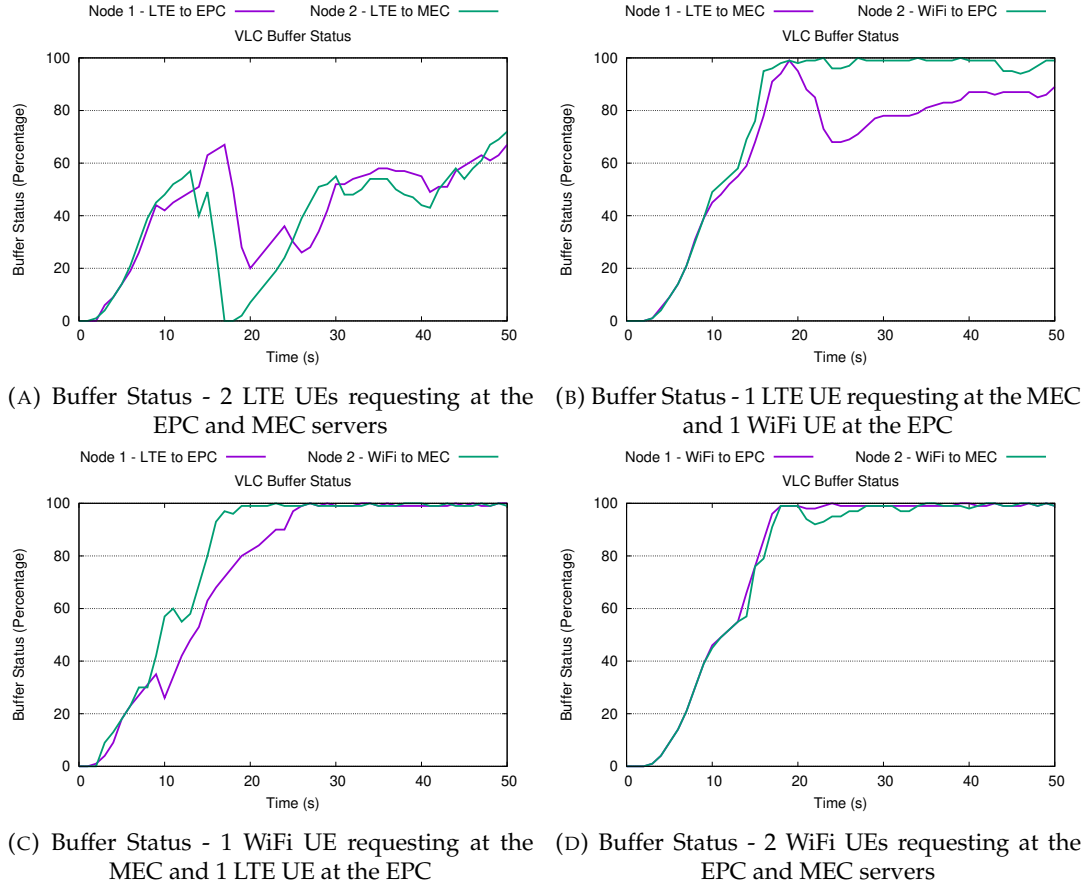 Node 1 - LTE to EPC Node 2 - LTE to MEC
VLC Buffer Status
Buffer Status (Percentage)
100
80
60
40
20
0
0 10 20 30 40 50
Time (s)
(A) Buffer Status - 2 LTE UEs requesting at the
EPC and MEC servers
Node 1 - LTE to MEC Node 2 - WiFi to EPC
VLC Buffer Status
Buffer Status (Percentage)
100
80
60
40
20
0
0 10 20 30 40 50
Time (s)
(B) Buffer Status - 1 LTE UE requesting at the MEC
and 1 WiFi UE at the EPC
Node 1 - LTE to EPC Node 2 - WiFi to MEC
VLC Buffer Status
Buffer Status (Percentage)
100
80
60
40
20
0
0 10 20 30 40 50
Time (s)
(C) Buffer Status - 1 WiFi UE requesting at the
MEC and 1 LTE UE at the EPC
Node 1 - WiFi to EPC Node 2 - WiFi to MEC
VLC Buffer Status
Buffer Status (Percentage)
100
80
60
40
20
0
0 10 20 30 40 50
Time (s)
(D) Buffer Status - 2 WiFi UEs requesting at the
EPC and MEC servers